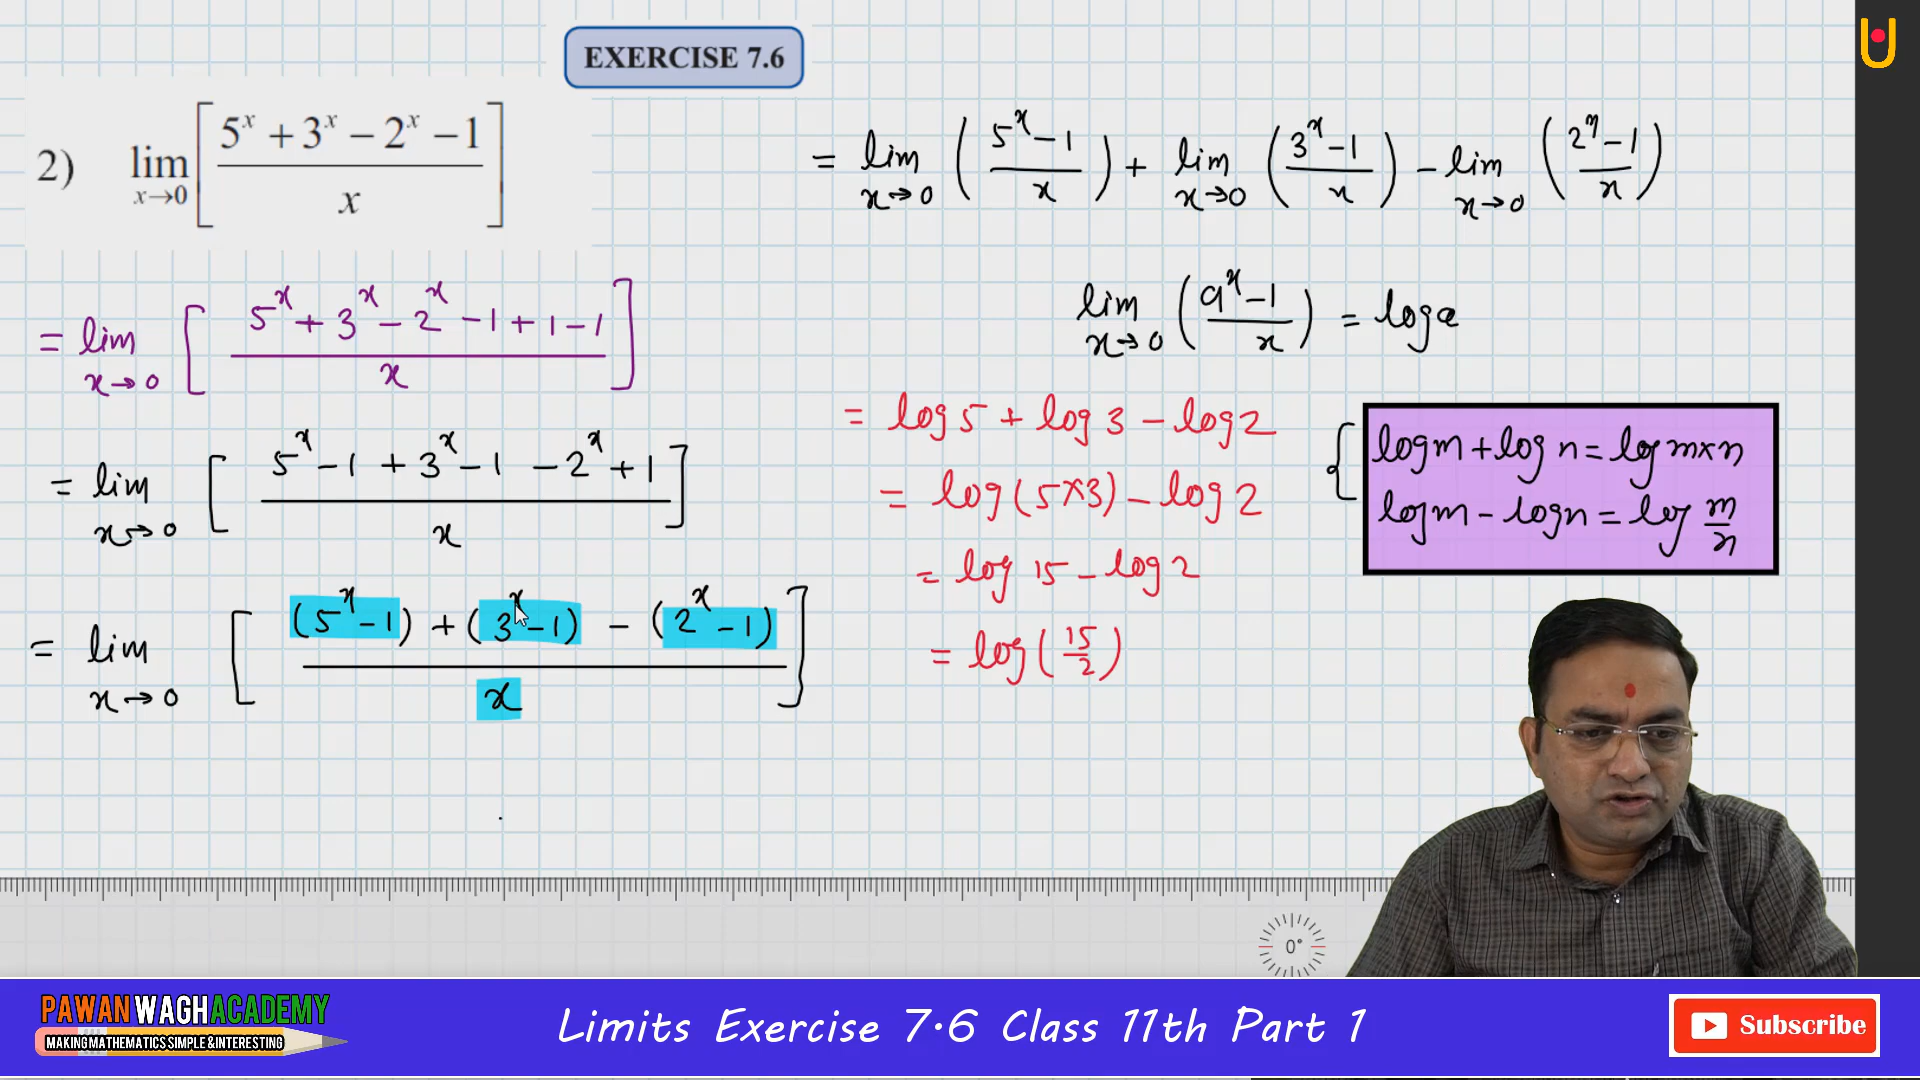 EXERCISE 7.6
2) lim x→0 [ (5^x + 3^x − 2^x − 1) / x ]
= lim x→0 [ (5^x + 3^x − 2^x − 1 + 1 − 1) / x ]
= lim x→0 [ (5^x − 1 + 3^x − 1 − 2^x + 1) / x ]
= lim x→0 [ ((5^x − 1) + (3^x − 1) − (2^x − 1)) / x ]
= lim x→0 ( (5^x − 1) / x ) + lim x→0 ( (3^x − 1) / x ) − lim x→0 ( (2^x − 1) / x )
lim x→0 ( (a^x − 1) / x ) = log a
= log 5 + log 3 − log 2
= log (5×3) − log 2
= log 15 − log 2
= log ( 15/2 )
log m + log n = log m×n
log m − log n = log m/n
0°
PAWAN WAGH ACADEMY
MAKING MATHEMATICS SIMPLE & INTERESTING
Limits Exercise 7.6 Class 11th Part 1
Subscribe